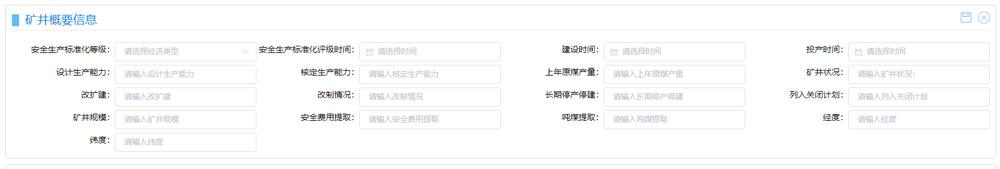 矿井概要信息
安全生产标准化等级： 请选择经济类型 安全生产标准化评级时间： 请选择时间 建设时间： 请选择时间 投产时间： 请选择时间
设计生产能力： 请输入设计生产能力 核定生产能力： 请输入核定生产能力 上年原煤产量： 请输入上年原煤产量 矿井状况： 请输入矿井状况：
改扩建： 请输入改扩建 改制情况： 请输入改制情况 长期停产停建： 请输入长期停产停建 列入关闭计划： 请输入列入关闭计划
矿井规模： 请输入矿井规模 安全费用提取： 请输入安全费用提取 吨煤提取： 请输入吨煤提取 经度： 请输入经度
纬度： 请输入纬度